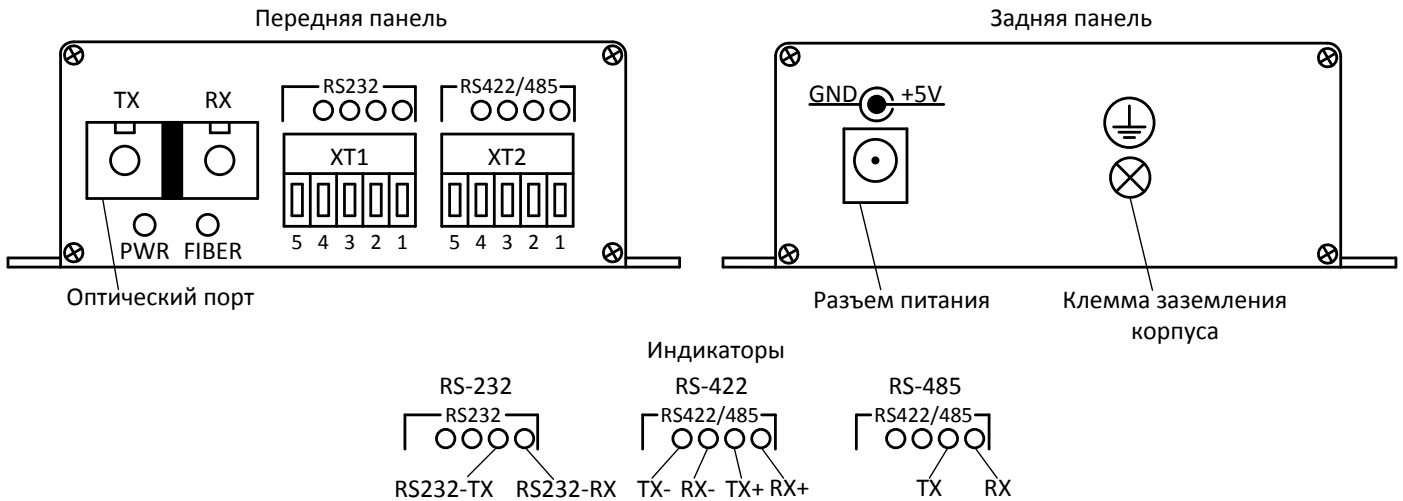 Передняя панель
Задняя панель
TX RX
RS232
RS422/485
XT1
XT2
5 4 3 2 1
5 4 3 2 1
PWR FIBER
Оптический порт
GND +5V
Разъем питания
Клемма заземления
корпуса
Индикаторы
RS-232
RS-422
RS-485
RS232
RS422/485
RS422/485
RS232-TX RS232-RX
TX- RX- TX+ RX+
TX RX